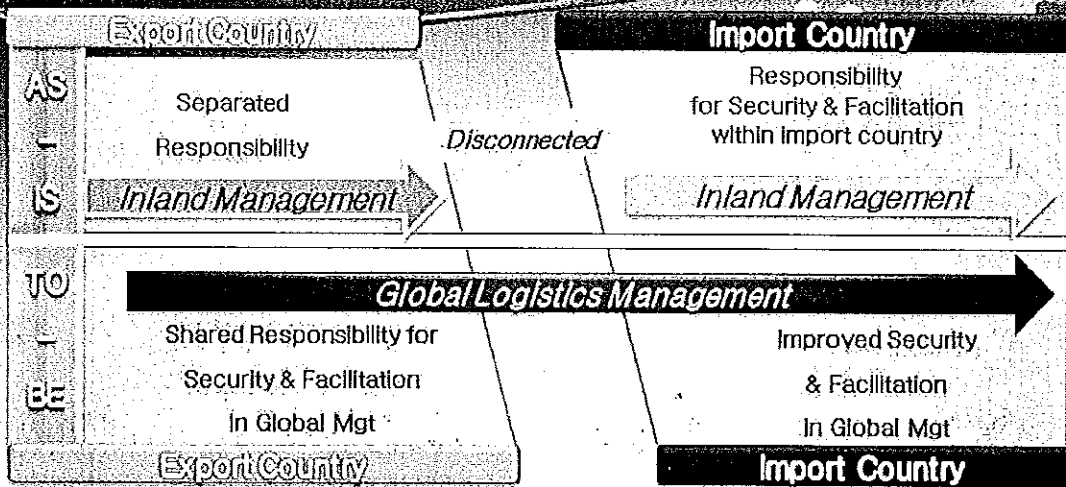 Export Country
Import Country
AS
-
IS
Separated
Responsibility
Disconnected
Responsibility
for Security & Facilitation
within import country
Inland Management
Inland Management
TO
-
BE
Global Logistics Management
Shared Responsibility for
Security & Facilitation
in Global Mgt
Improved Security
& Facilitation
in Global Mgt
Export Country
Import Country